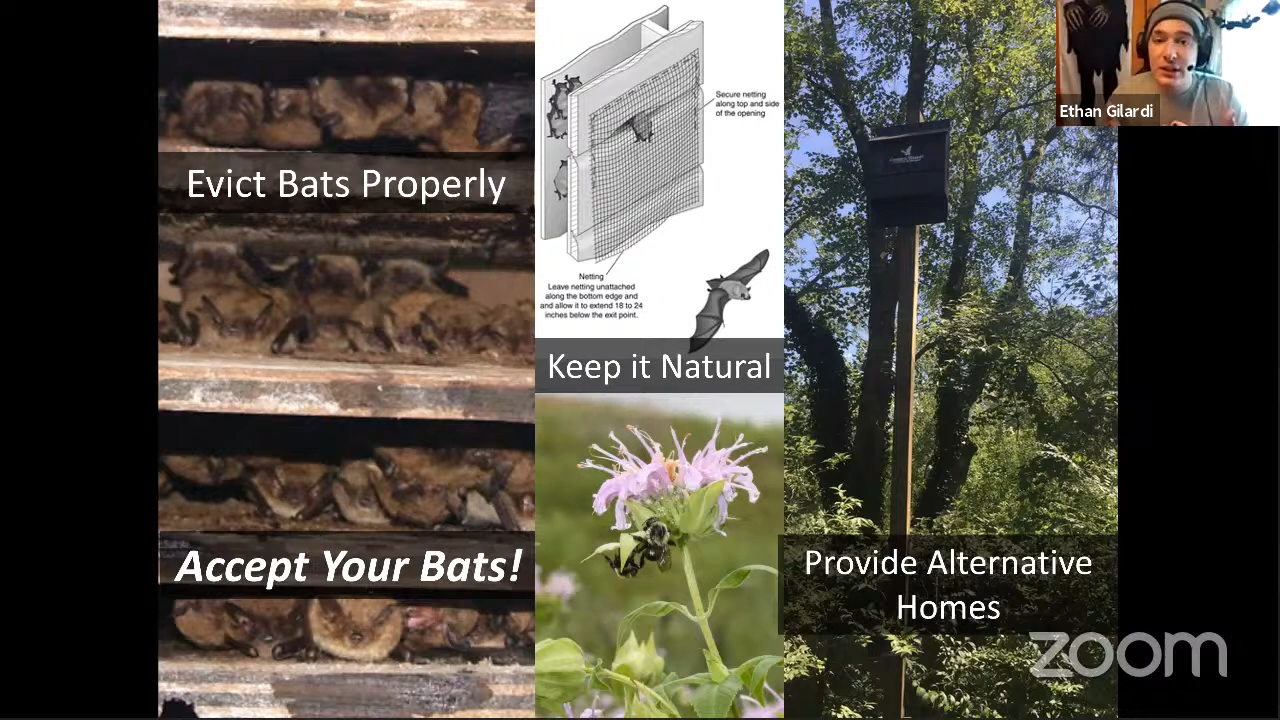 Evict Bats Properly
Accept Your Bats!
Secure netting
along top and side
of the opening
Netting
Leave netting unattached
along the bottom edge and
and allow it to extend 18 to 24
inches below the exit point.
Keep it Natural
Provide Alternative
Homes
Ethan Gilardi
zoom